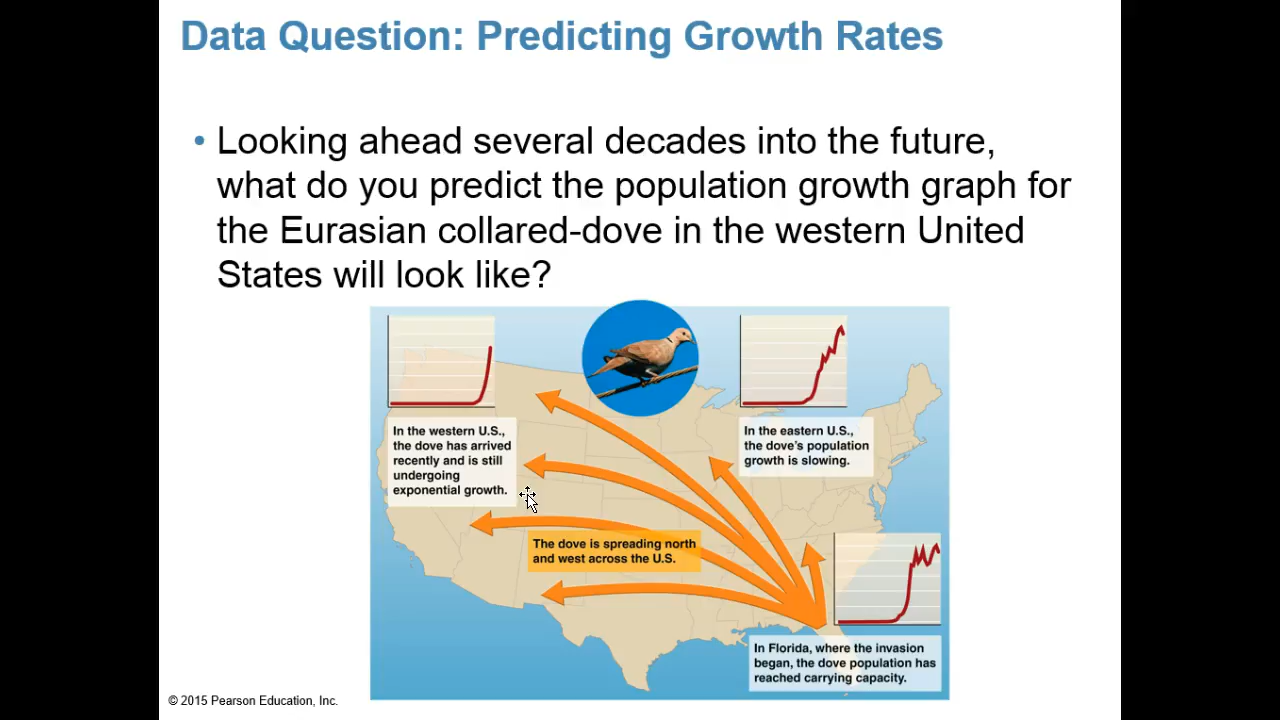 Data Question: Predicting Growth Rates
• Looking ahead several decades into the future,
what do you predict the population growth graph for
the Eurasian collared-dove in the western United
States will look like?
In the western U.S.,
the dove has arrived
recently and is still
undergoing
exponential growth.
In the eastern U.S.,
the dove's population
growth is slowing.
The dove is spreading north
and west across the U.S.
In Florida, where the invasion
began, the dove population has
reached carrying capacity.
© 2015 Pearson Education, Inc.